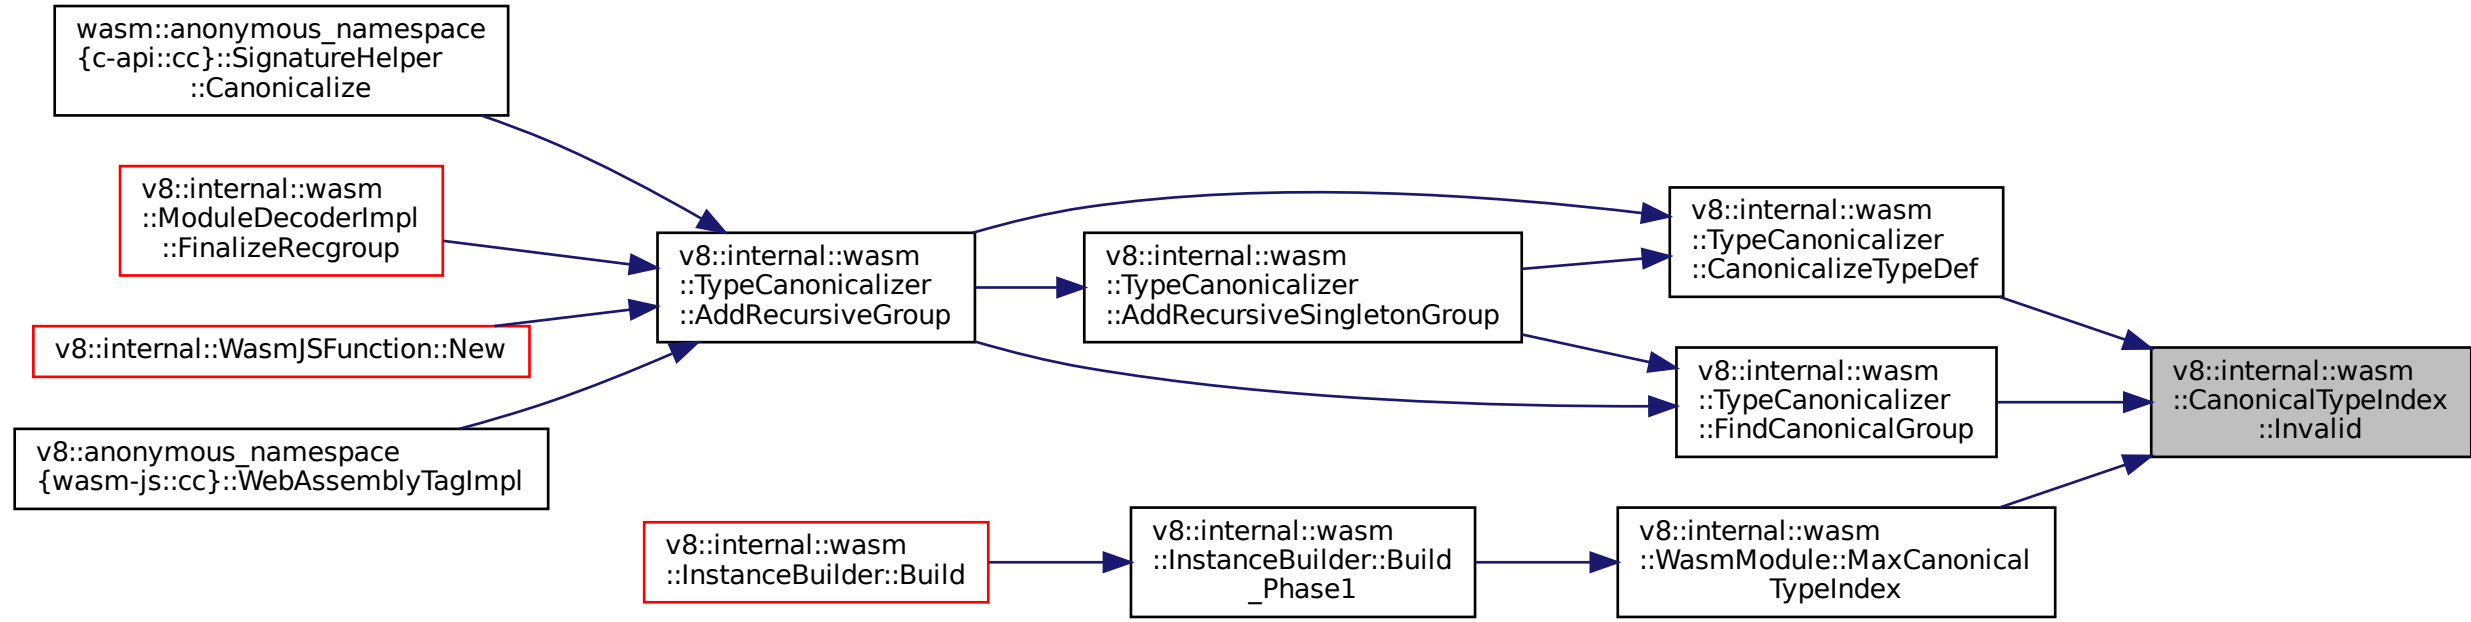 wasm::anonymous_namespace
{c-api::cc}::SignatureHelper
::Canonicalize
v8::internal::wasm
::ModuleDecoderImpl
::FinalizeRecgroup
v8::internal::WasmJSFunction::New
v8::anonymous_namespace
{wasm-js::cc}::WebAssemblyTagImpl
v8::internal::wasm
::TypeCanonicalizer
::AddRecursiveGroup
v8::internal::wasm
::InstanceBuilder::Build
v8::internal::wasm
::TypeCanonicalizer
::AddRecursiveSingletonGroup
v8::internal::wasm
::InstanceBuilder::Build
_Phase1
v8::internal::wasm
::TypeCanonicalizer
::CanonicalizeTypeDef
v8::internal::wasm
::TypeCanonicalizer
::FindCanonicalGroup
v8::internal::wasm
::WasmModule::MaxCanonical
TypeIndex
v8::internal::wasm
::CanonicalTypeIndex
::Invalid